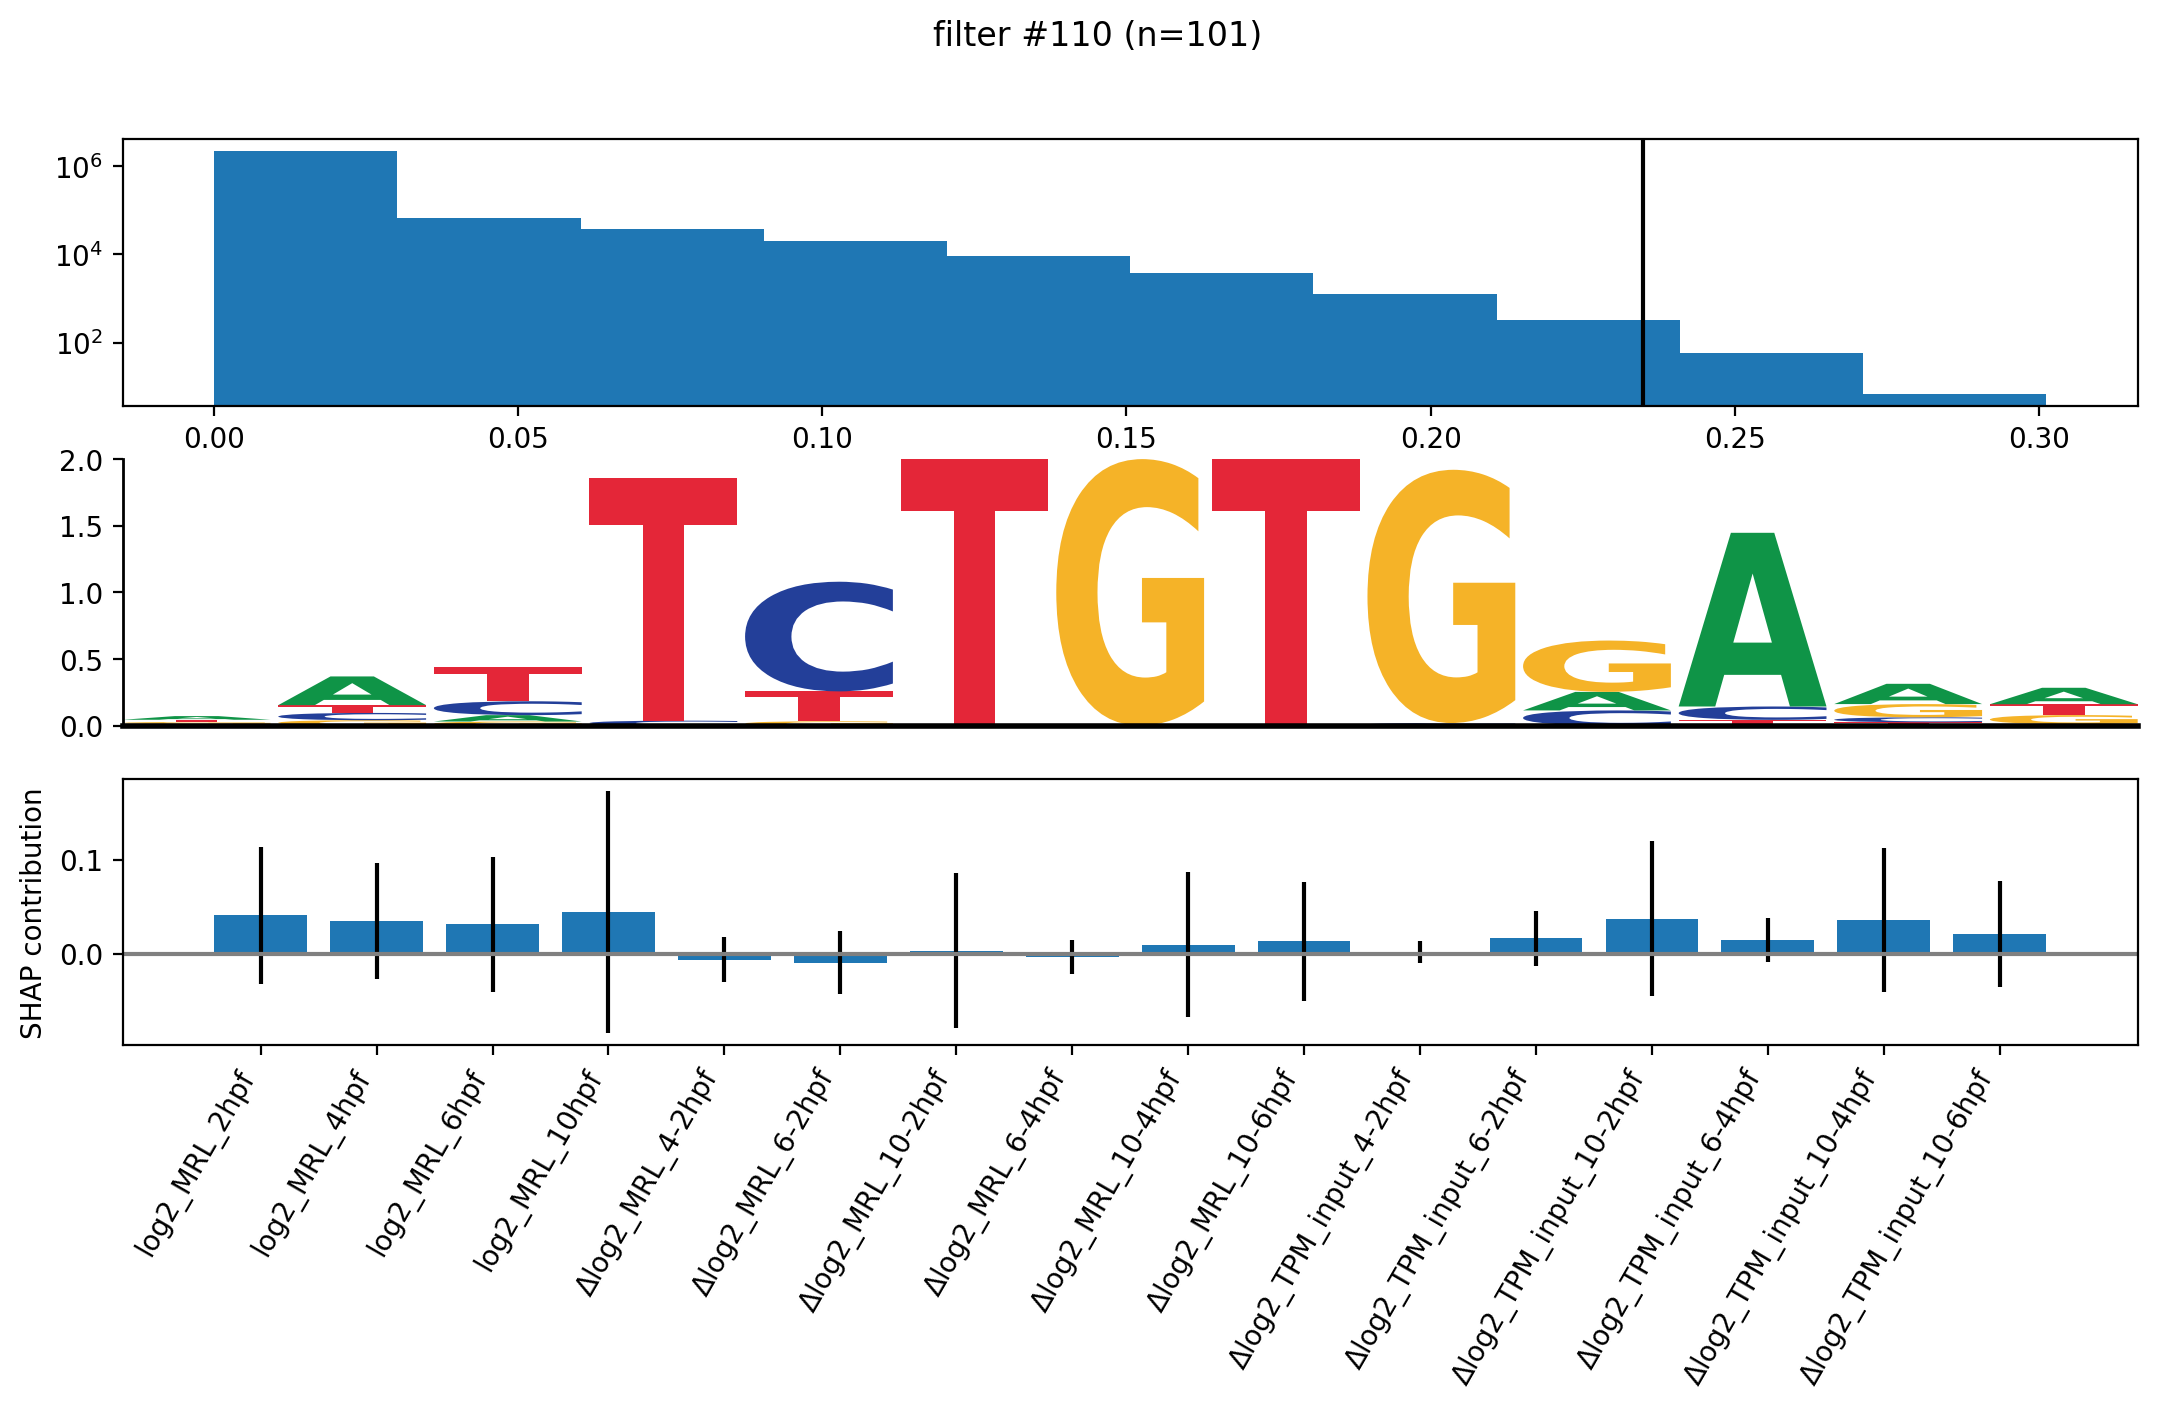 filter #110 (n=101)
10^6
10^4
10^2
0.00 0.05 0.10 0.15 0.20 0.25 0.30
2.0
1.5
1.0
0.5
0.0
A T C T G T G A
SHAP contribution
0.1
0.0
log2_MRL_2hpf
log2_MRL_4hpf
log2_MRL_6hpf
log2_MRL_10hpf
Δlog2_MRL_4-2hpf
Δlog2_MRL_6-2hpf
Δlog2_MRL_10-2hpf
Δlog2_MRL_6-4hpf
Δlog2_MRL_10-4hpf
Δlog2_MRL_10-6hpf
Δlog2_TPM_input_4-2hpf
Δlog2_TPM_input_6-2hpf
Δlog2_TPM_input_10-2hpf
Δlog2_TPM_input_6-4hpf
Δlog2_TPM_input_10-4hpf
Δlog2_TPM_input_10-6hpf